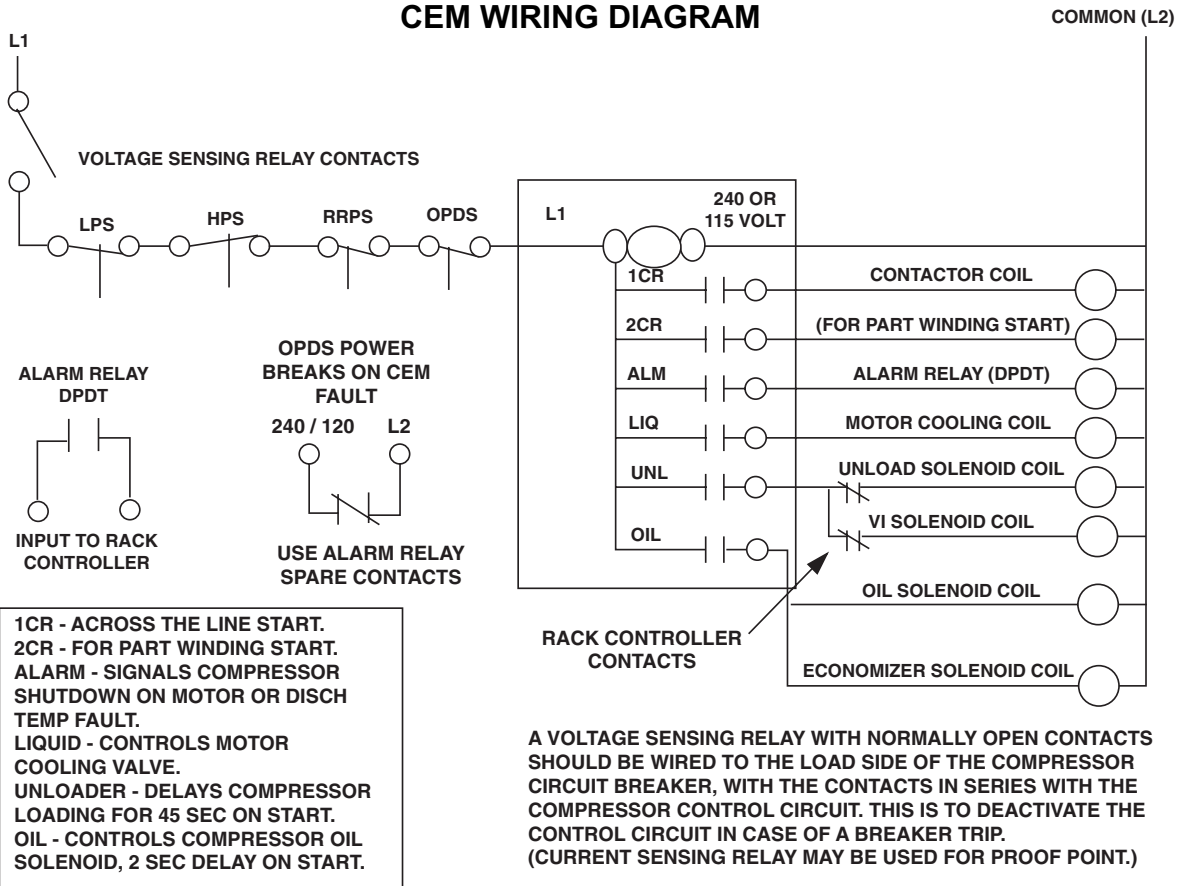 CEM WIRING DIAGRAM
COMMON (L2)
L1
VOLTAGE SENSING RELAY CONTACTS
LPS
HPS
RRPS
OPDS
L1
240 OR
115 VOLT
1CR
CONTACTOR COIL
2CR
(FOR PART WINDING START)
ALM
ALARM RELAY (DPDT)
LIQ
MOTOR COOLING COIL
UNL
UNLOAD SOLENOID COIL
VI SOLENOID COIL
OIL
OIL SOLENOID COIL
ECONOMIZER SOLENOID COIL
RACK CONTROLLER
CONTACTS
ALARM RELAY
DPDT
INPUT TO RACK
CONTROLLER
OPDS POWER
BREAKS ON CEM
FAULT
240 / 120 L2
USE ALARM RELAY
SPARE CONTACTS
1CR - ACROSS THE LINE START.
2CR - FOR PART WINDING START.
ALARM - SIGNALS COMPRESSOR
SHUTDOWN ON MOTOR OR DISCH
TEMP FAULT.
LIQUID - CONTROLS MOTOR
COOLING VALVE.
UNLOADER - DELAYS COMPRESSOR
LOADING FOR 45 SEC ON START.
OIL - CONTROLS COMPRESSOR OIL
SOLENOID, 2 SEC DELAY ON START.
A VOLTAGE SENSING RELAY WITH NORMALLY OPEN CONTACTS
SHOULD BE WIRED TO THE LOAD SIDE OF THE COMPRESSOR
CIRCUIT BREAKER, WITH THE CONTACTS IN SERIES WITH THE
COMPRESSOR CONTROL CIRCUIT. THIS IS TO DEACTIVATE THE
CONTROL CIRCUIT IN CASE OF A BREAKER TRIP.
(CURRENT SENSING RELAY MAY BE USED FOR PROOF POINT.)